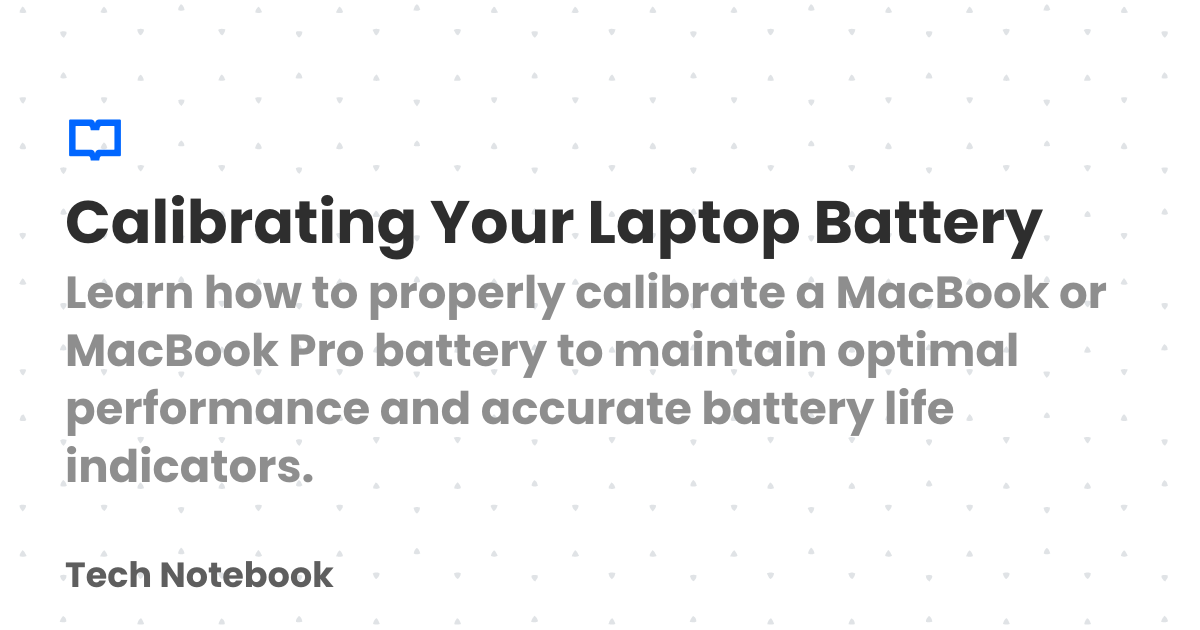 Calibrating Your Laptop Battery
Learn how to properly calibrate a MacBook or
MacBook Pro battery to maintain optimal
performance and accurate battery life
indicators.
Tech Notebook